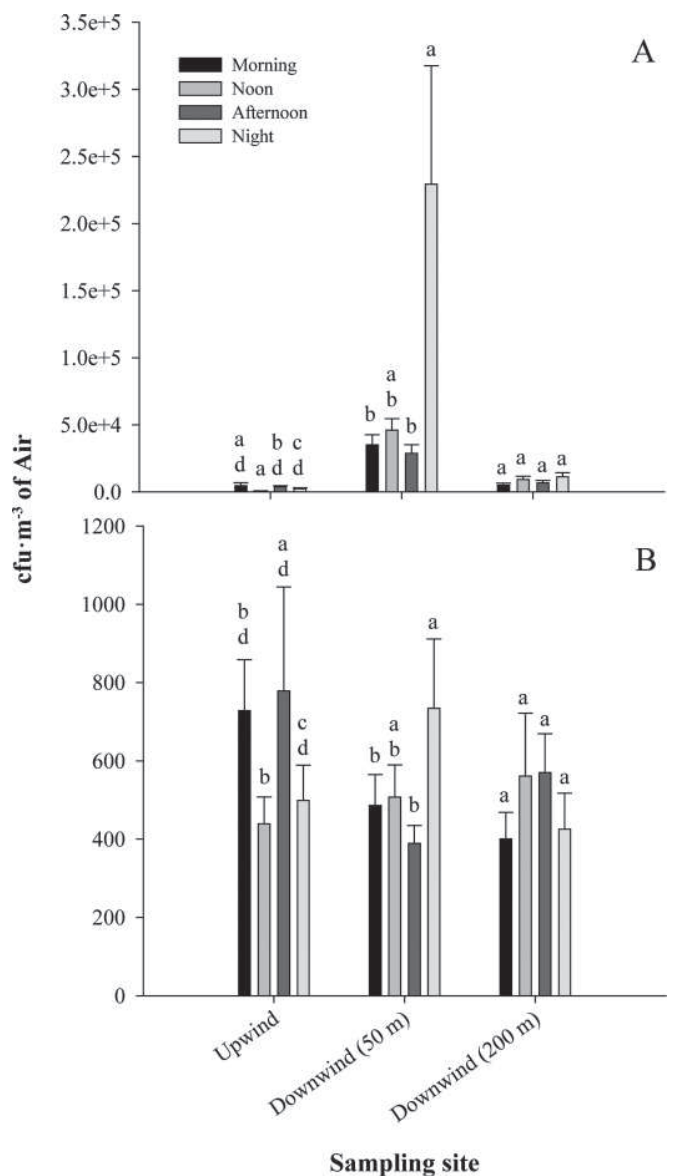 3.5e+5
A
Morning
Noon
Afternoon
Night
a
3.0e+5
2.5e+5
2.0e+5
1.5e+5
1.0e+5
5.0e+4
0.0
a
d
a
b
d
c
d
b
a
b
b
a
a
a
a
cfu·m⁻³ of Air
1200
B
1000
800
600
400
200
0
b
d
b
a
d
c
d
b
a
b
b
a
a
a
a
a
Upwind
Downwind (50 m)
Downwind (200 m)
Sampling site